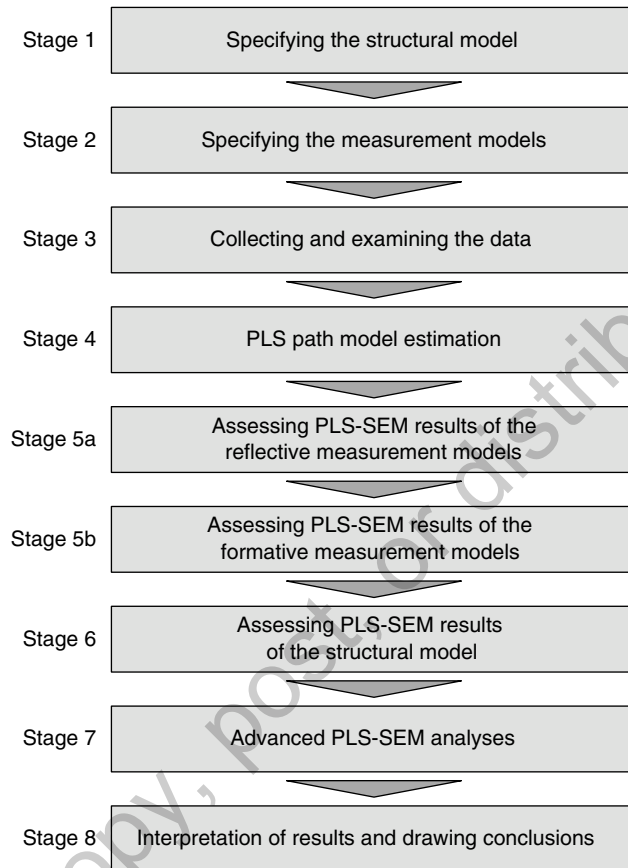 Stage 1 Specifying the structural model
Stage 2 Specifying the measurement models
Stage 3 Collecting and examining the data
Stage 4 PLS path model estimation
Stage 5a Assessing PLS-SEM results of the
reflective measurement models
Stage 5b Assessing PLS-SEM results of the
formative measurement models
Stage 6 Assessing PLS-SEM results
of the structural model
Stage 7 Advanced PLS-SEM analyses
Stage 8 Interpretation of results and drawing conclusions
post, or